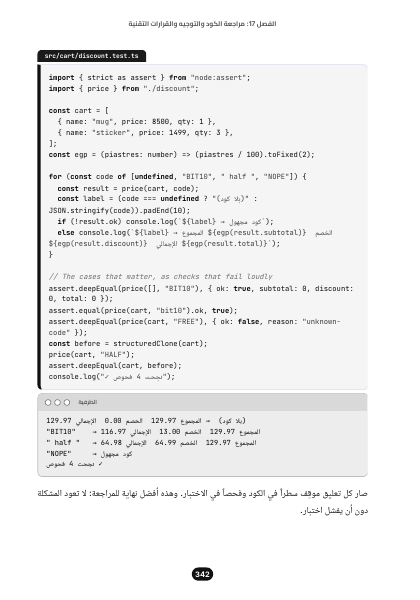 الفصل 17: مراجعة الكود والتوجيه والقرارات التقنية
src/cart/discount.test.ts
import { strict as assert } from "node:assert";
import { price } from "./discount";
const cart = [
{ name: "mug", price: 8500, qty: 1 },
{ name: "sticker", price: 1499, qty: 3 },
];
const egp = (piastres: number) => (piastres / 100).toFixed(2);
for (const code of [undefined, "BIT10", " half ", "NOPE"]) {
const result = price(cart, code);
const label = (code === undefined ? "(بلا كود)" :
JSON.stringify(code)).padEnd(10);
if (!result.ok) console.log(`${label} → كود مجهول`);
else console.log(`${label} → المجموع ${egp(result.subtotal)}  الخصم
${egp(result.discount)}  الإجمالي ${egp(result.total)}`);
}
// The cases that matter, as checks that fail loudly
assert.deepEqual(price([], "BIT10"), { ok: true, subtotal: 0, discount:
0, total: 0 });
assert.equal(price(cart, "bit10").ok, true);
assert.deepEqual(price(cart, "FREE"), { ok: false, reason: "unknown-
code" });
const before = structuredClone(cart);
price(cart, "HALF");
assert.deepEqual(cart, before);
console.log("✓ نجحت 4 فحوص");
الطرفية
(بلا كود)  → المجموع 129.97  الخصم 0.00  الإجمالي 129.97
"BIT10"    → المجموع 129.97  الخصم 13.00  الإجمالي 116.97
" half "   → المجموع 129.97  الخصم 64.99  الإجمالي 64.98
"NOPE"     → كود مجهول
✓ نجحت 4 فحوص
صار كل تعليق موقف سطراً في الكود وفحصاً في الاختبار. وهذه أفضل نهاية للمراجعة: لا تعود المشكلة
دون أن يفشل اختبار.
342